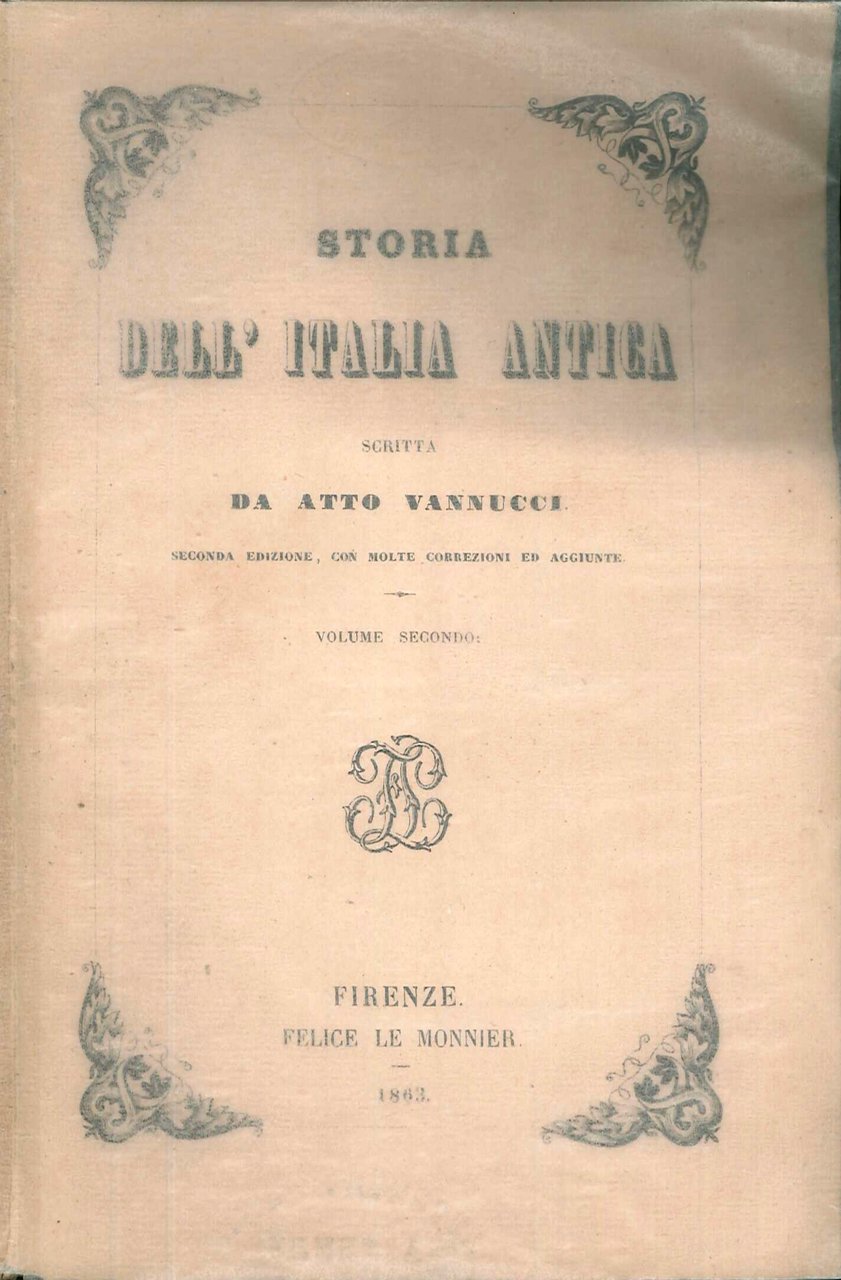 STORIA
DELL' ITALIA ANTICA
SCRITTA
DA ATTO VANNUCCI.
SECONDA EDIZIONE, CON MOLTE CORREZIONI ED AGGIUNTE.
VOLUME SECONDO.
FIRENZE.
FELICE LE MONNIER.
1863.